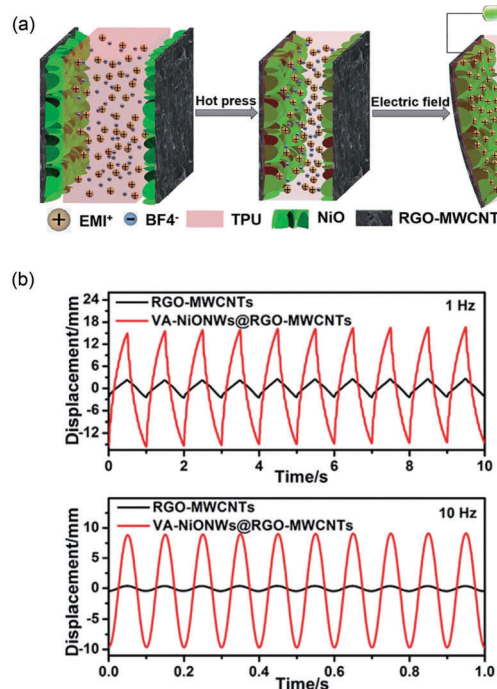 (a)
Hot press
Electric field
+ EMI+ - BF4- TPU NiO RGO-MWCNT
(b)
24
18
12
6
0
-6
-12
Displacement/mm
RGO-MWCNTs
VA-NiONWs@RGO-MWCNTs
1 Hz
0 2 4 6 8 10
Time/s
10
5
0
-5
-10
Displacement/mm
RGO-MWCNTs
VA-NiONWs@RGO-MWCNTs
10 Hz
0.0 0.2 0.4 0.6 0.8 1.0
Time/s